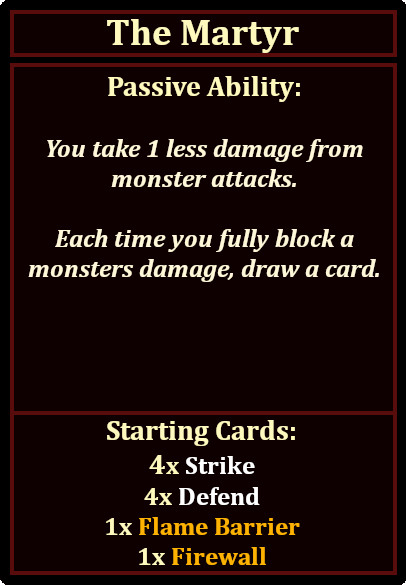 The Martyr
Passive Ability:
You take 1 less damage from
monster attacks.
Each time you fully block a
monsters damage, draw a card.
Starting Cards:
4x Strike
4x Defend
1x Flame Barrier
1x Firewall